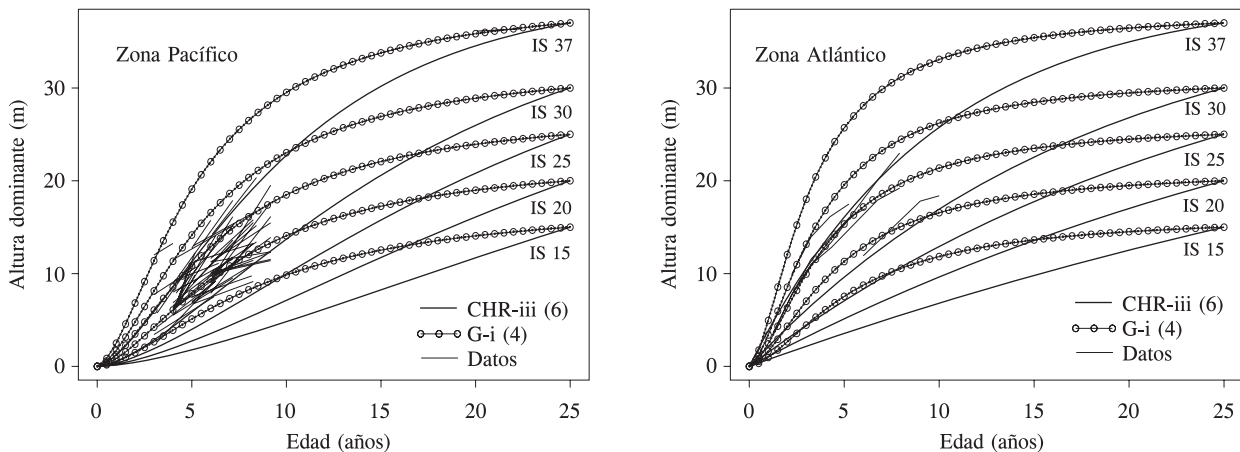 Zona Pacífico
Altura dominante (m)
30
20
10
0
IS 37
IS 30
IS 25
IS 20
IS 15
CHR-iii (6)
G-i (4)
Datos
0 5 10 15 20 25
Edad (años)
Zona Atlántico
Altura dominante (m)
30
20
10
0
IS 37
IS 30
IS 25
IS 20
IS 15
CHR-iii (6)
G-i (4)
Datos
0 5 10 15 20 25
Edad (años)